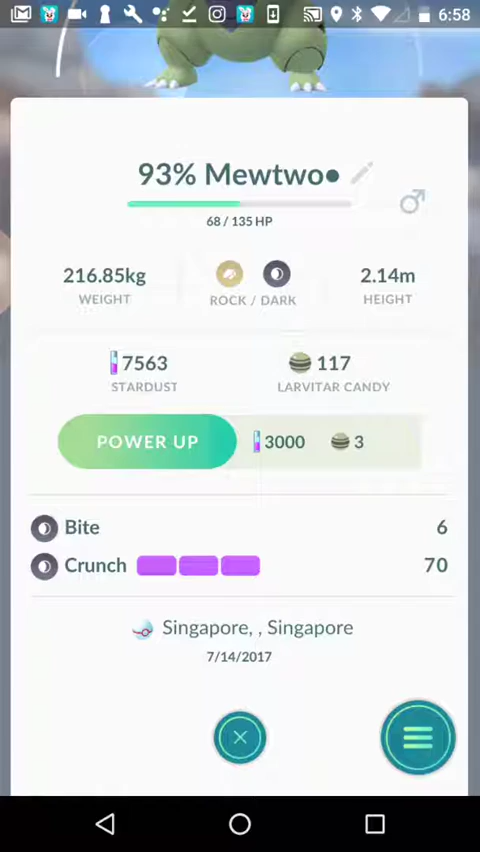 6:58
93% Mewtwo●
68 / 135 HP
216.85kg
WEIGHT
ROCK / DARK
2.14m
HEIGHT
7563
STARDUST
117
LARVITAR CANDY
POWER UP
3000
3
Bite
6
Crunch
70
Singapore, , Singapore
7/14/2017